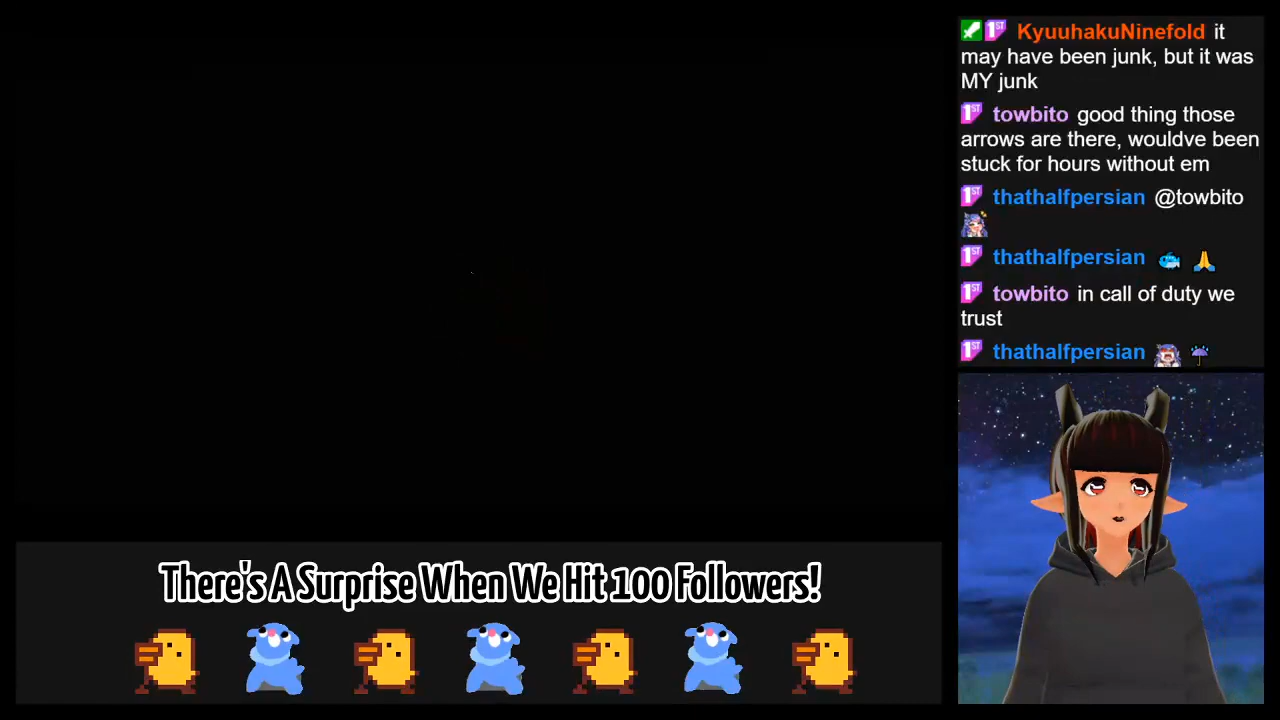 KyuuhakuNinefold it
may have been junk, but it was
MY junk
towbito good thing those
arrows are there, wouldve been
stuck for hours without em
thathalfpersian @towbito
thathalfpersian
towbito in call of duty we
trust
thathalfpersian
There's A Surprise When We Hit 100 Followers!